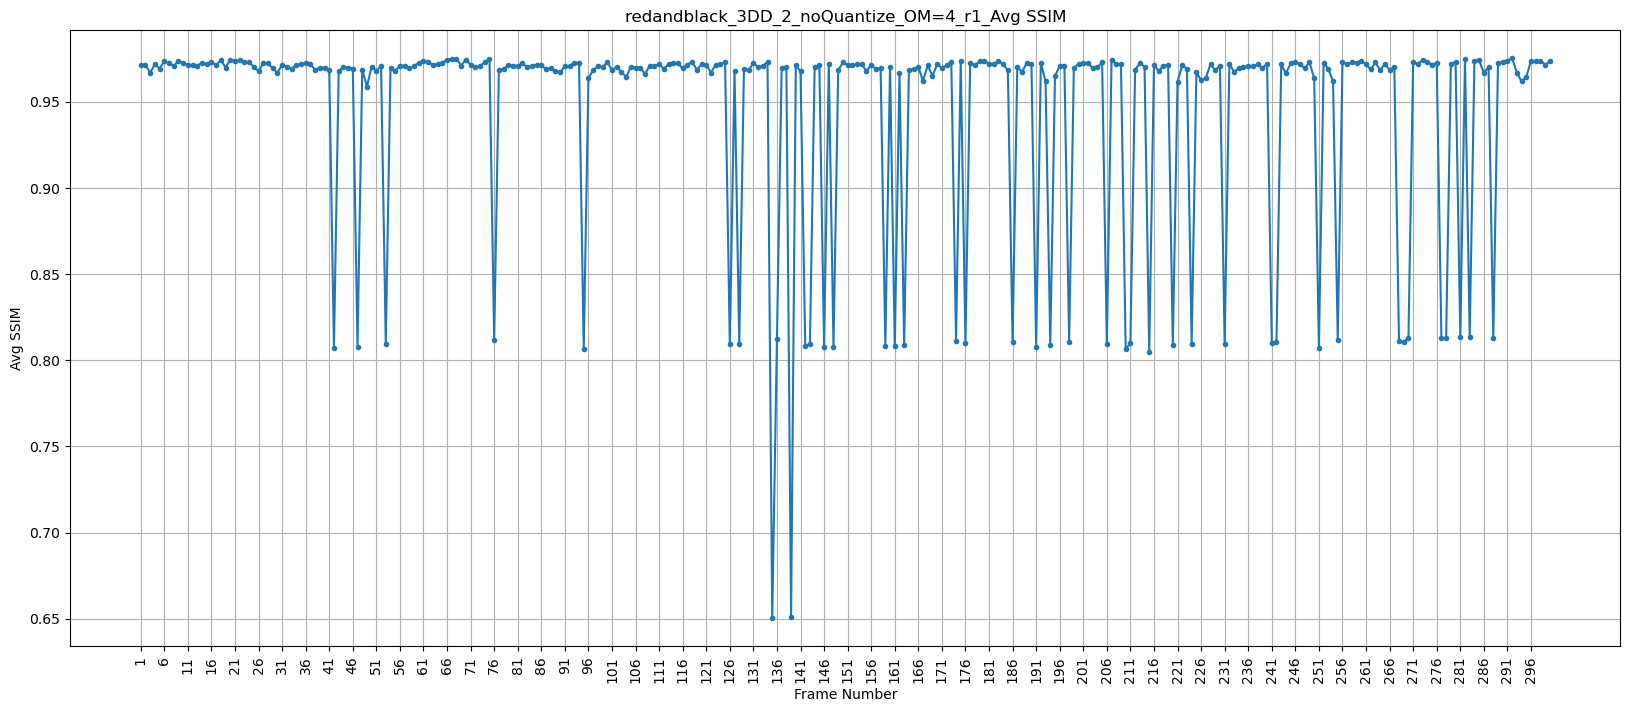 redandblack_3DD_2_noQuantize_OM=4_r1_Avg SSIM
Avg SSIM
0.95
0.90
0.85
0.80
0.75
0.70
0.65
1 6 11 16 21 26 31 36 41 46 51 56 61 66 71 76 81 86 91 96 101 106 111 116 121 126 131 136 141 146 151 156 161 166 171 176 181 186 191 196 201 206 211 216 221 226 231 236 241 246 251 256 261 266 271 276 281 286 291 296
Frame Number